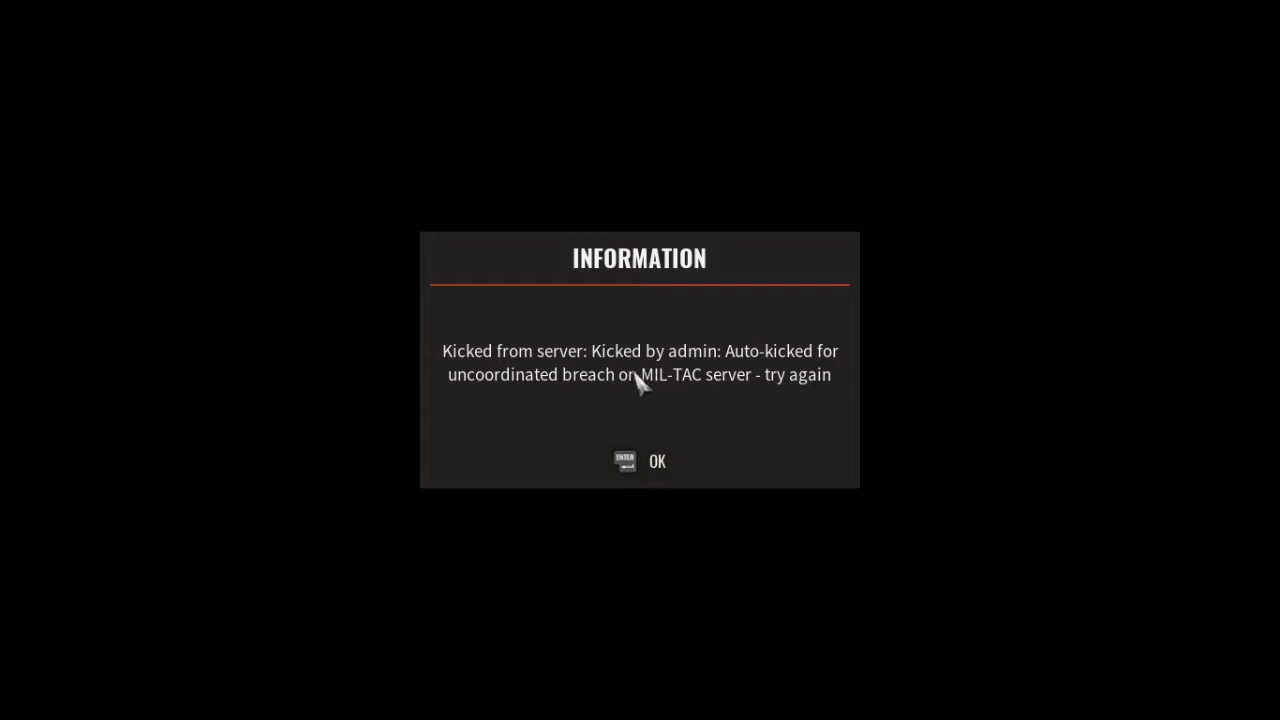 INFORMATION
Kicked from server: Kicked by admin: Auto-kicked for
uncoordinated breach on MIL-TAC server - try again
ENTER OK